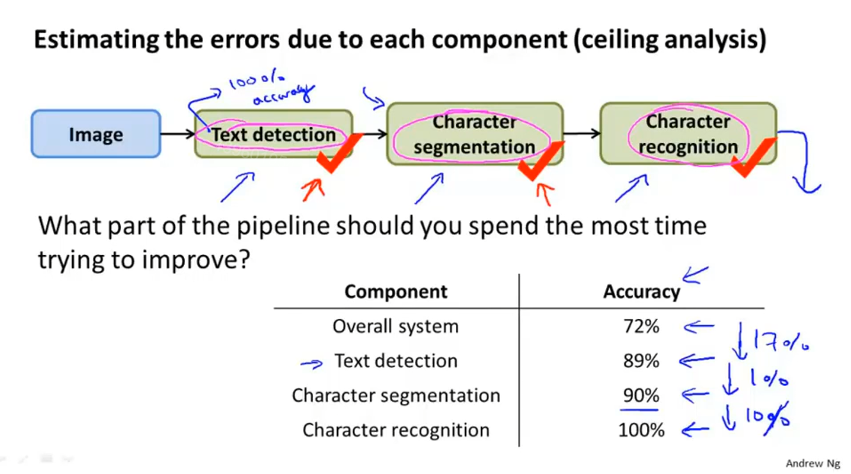 Estimating the errors due to each component (ceiling analysis)
100%
accuracy
Image
Text detection
Character
segmentation
Character
recognition
What part of the pipeline should you spend the most time
trying to improve?
Component Accuracy
Overall system 72%
17%
Text detection 89%
1%
Character segmentation 90%
10%
Character recognition 100%
Andrew Ng